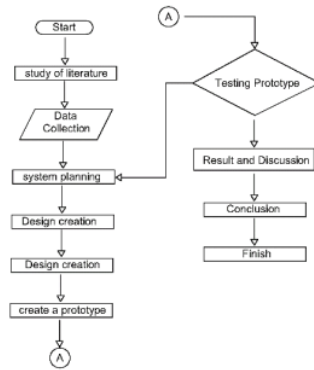 Start
study of literature
Data
Collection
system planning
Design creation
Design creation
create a prototype
A
A
Testing Prototype
Result and Discussion
Conclusion
Finish